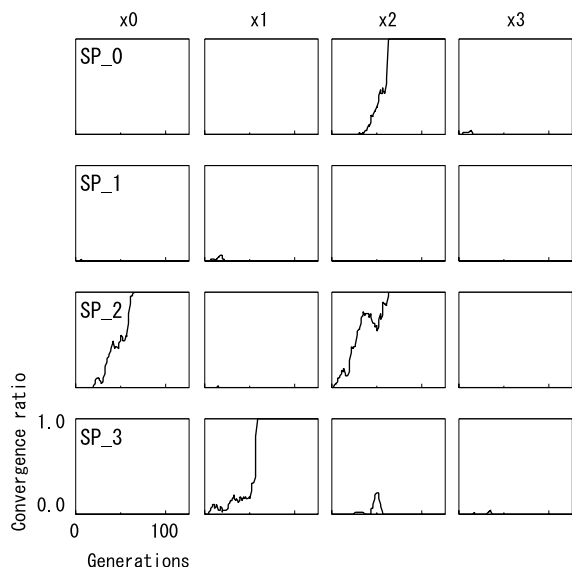 x0 x1 x2 x3
SP_0
SP_1
SP_2
SP_3
Convergence ratio
1.0
0.0
0 100
Generations